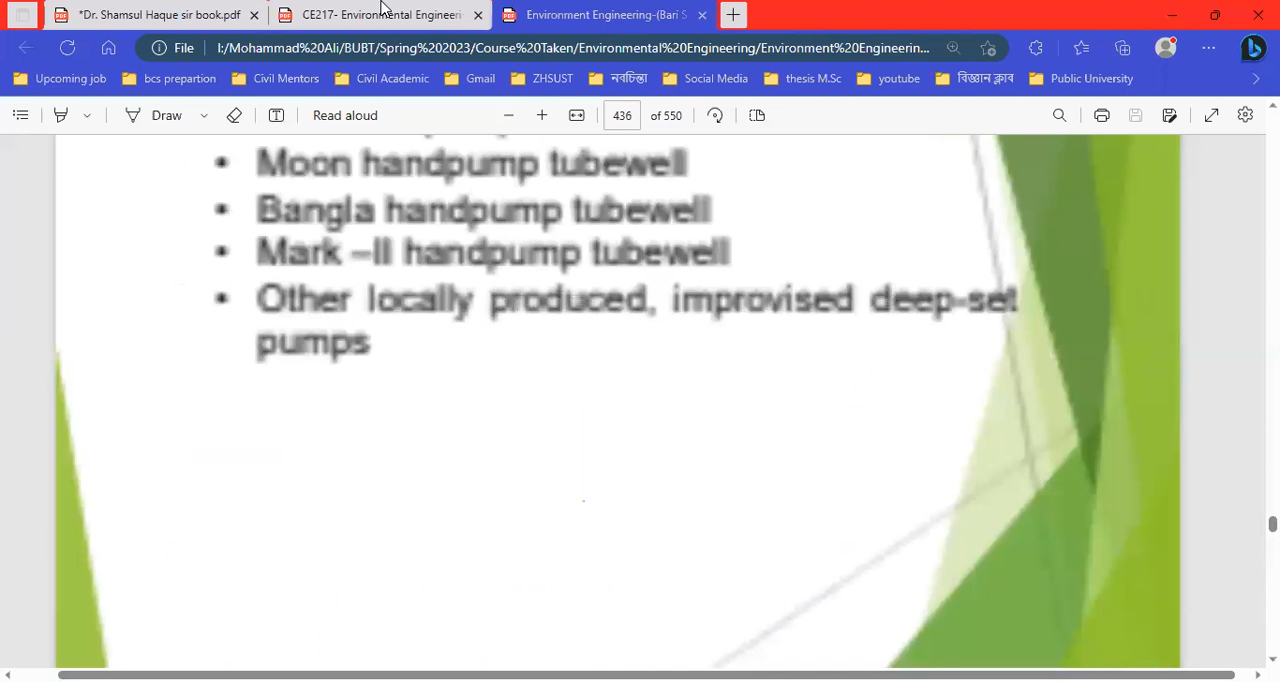 *Dr. Shamsul Haque sir book.pdf
CE217- Environmental Engineeri
Environment Engineering-(Bari S
File
I:/Mohammad%20Ali/BUBT/Spring%202023/Course%20Taken/Environmental%20Engineering/Environment%20Engineerin...
Upcoming job
bcs prepartion
Civil Mentors
Civil Academic
Gmail
ZHSUST
নবচিন্তা
Social Media
thesis M.Sc
youtube
বিজ্ঞান ক্লাব
Public University
Draw
Read aloud
436
of 550
• Moon handpump tubewell
• Bangla handpump tubewell
• Mark –II handpump tubewell
• Other locally produced, improvised deep-set
pumps